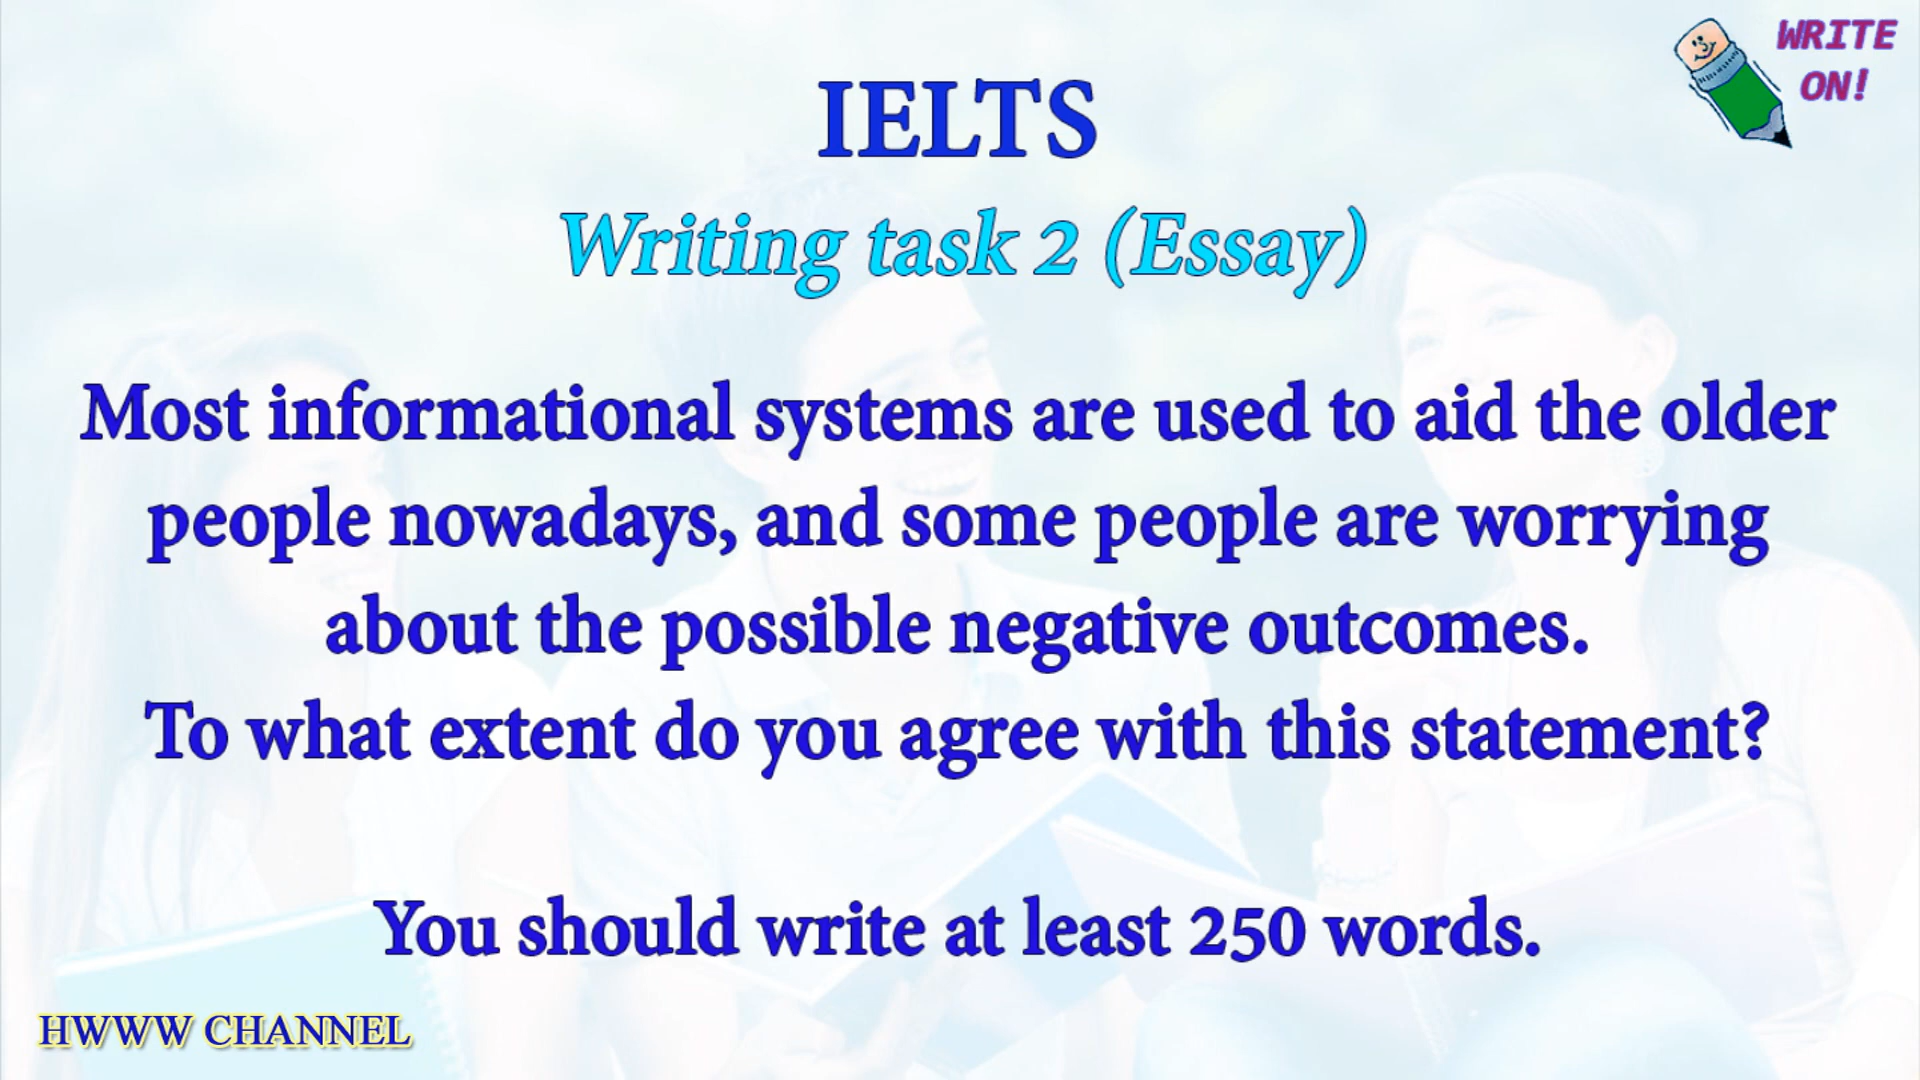 WRITE
ON!
IELTS
Writing task 2 (Essay)
Most informational systems are used to aid the older
people nowadays, and some people are worrying
about the possible negative outcomes.
To what extent do you agree with this statement?
You should write at least 250 words.
HWWW CHANNEL